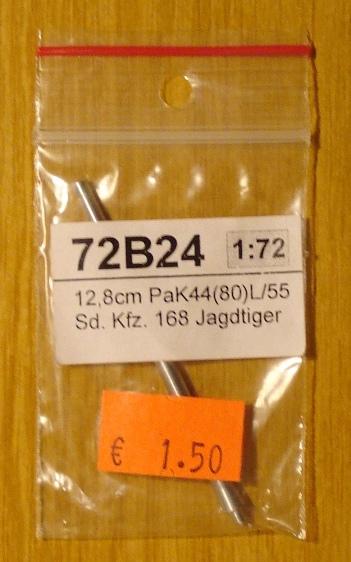 72B24 1:72
12,8cm PaK44(80)L/55
Sd. Kfz. 168 Jagdtiger
€ 1.50